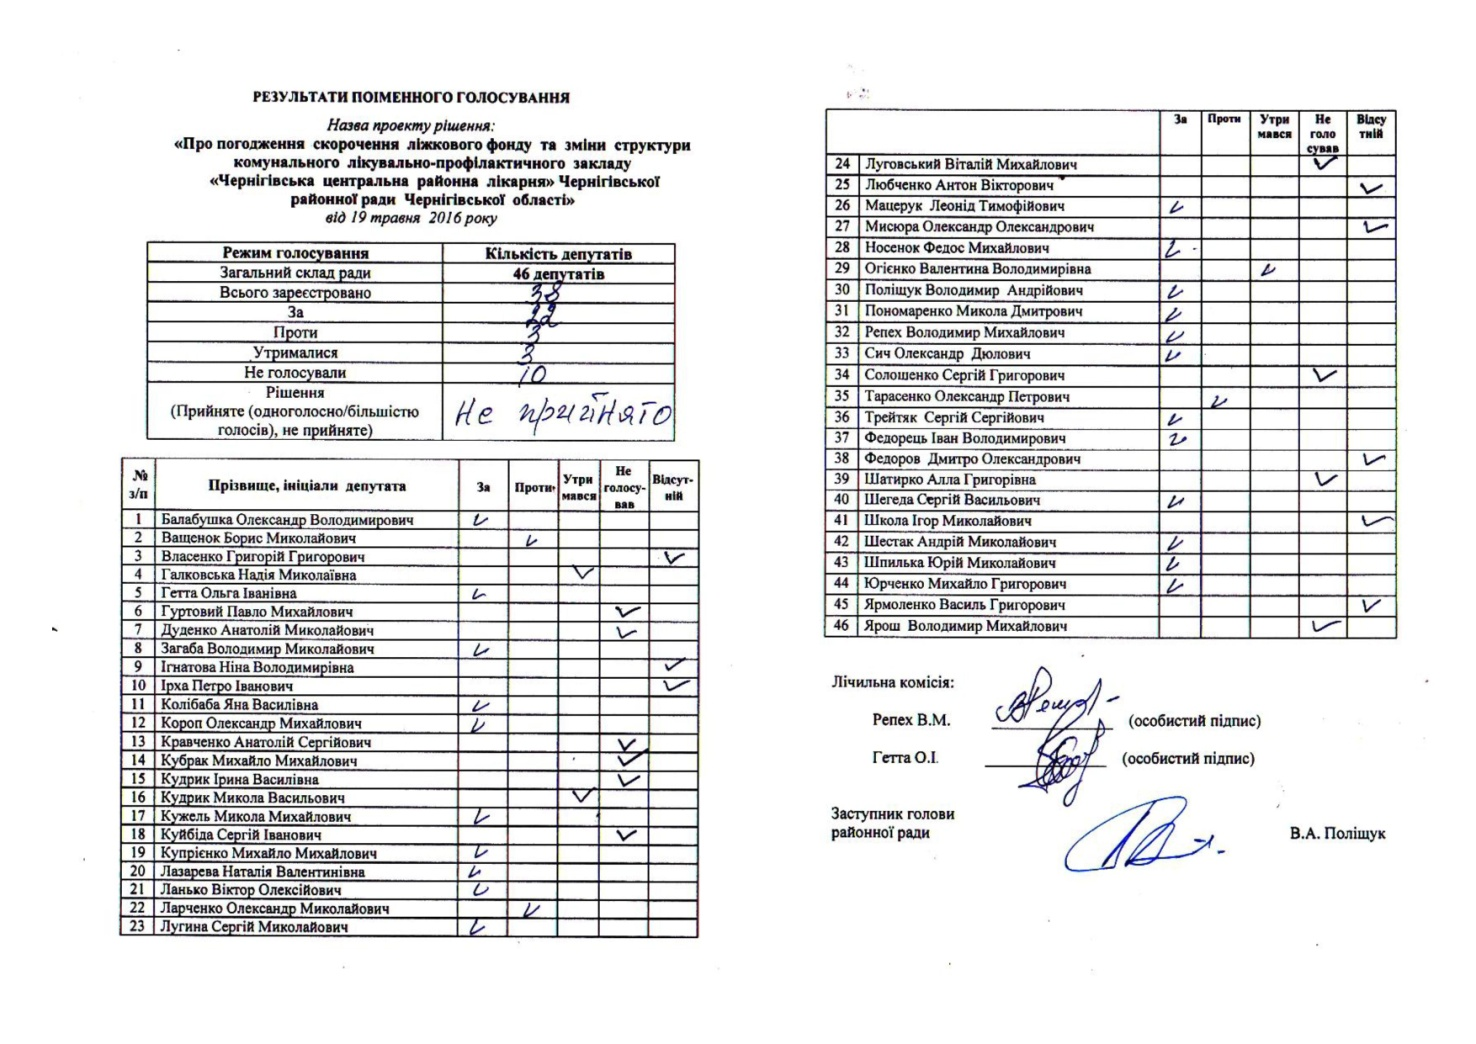 РЕЗУЛЬТАТИ ПОІМЕННОГО ГОЛОСУВАННЯ
Назва проекту рішення:
«Про погодження скорочення ліжкового фонду та зміни структури
комунального лікувально-профілактичного закладу
«Чернігівська центральна районна лікарня» Чернігівської
районної ради Чернігівської області»
від 19 травня 2016 року
Режим голосування Кількість депутатів
Загальний склад ради 46 депутатів
Всього зареєстровано 38
За 22
Проти 3
Утрималися 3
Не голосували 10
Рішення
(Прийняте (одноголосно/більшістю
голосів), не прийняте) Не прийнято
№ з/п Прізвище, ініціали депутата За Проти Утри мався Не голосу- вав Відсут- ній
1 Балабушка Олександр Володимирович
2 Ващенок Борис Миколайович
3 Власенко Григорій Григорович
4 Галковська Надія Миколаївна
5 Гетта Ольга Іванівна
6 Гуртовий Павло Михайлович
7 Дуденко Анатолій Миколайович
8 Загаба Володимир Миколайович
9 Ігнатова Ніна Володимирівна
10 Ірха Петро Іванович
11 Колібаба Яна Василівна
12 Короп Олександр Михайлович
13 Кравченко Анатолій Сергійович
14 Кубрак Михайло Михайлович
15 Кудрик Ірина Василівна
16 Кудрик Микола Васильович
17 Кужель Микола Михайлович
18 Куйбіда Сергій Іванович
19 Купрієнко Михайло Михайлович
20 Лазарева Наталія Валентинівна
21 Ланько Віктор Олексійович
22 Ларченко Олександр Миколайович
23 Лугина Сергій Миколайович
За Проти Утри мався Не голо сував Відсу тній
24 Луговський Віталій Михайлович
25 Любченко Антон Вікторович
26 Мацерук Леонід Тимофійович
27 Мисюра Олександр Олександрович
28 Носенок Федос Михайлович
29 Огієнко Валентина Володимирівна
30 Поліщук Володимир Андрійович
31 Пономаренко Микола Дмитрович
32 Репех Володимир Михайлович
33 Сич Олександр Дюлович
34 Солошенко Сергій Григорович
35 Тарасенко Олександр Петрович
36 Трейтяк Сергій Сергійович
37 Федорець Іван Володимирович
38 Федоров Дмитро Олександрович
39 Шатирко Алла Григорівна
40 Шегеда Сергій Васильович
41 Школа Ігор Миколайович
42 Шестак Андрій Миколайович
43 Шпилька Юрій Миколайович
44 Юрченко Михайло Григорович
45 Ярмоленко Василь Григорович
46 Ярош Володимир Михайлович
Лічильна комісія:
Репех В.М. (особистий підпис)
Гетта О.І. (особистий підпис)
Заступник голови
районної ради В.А. Поліщук